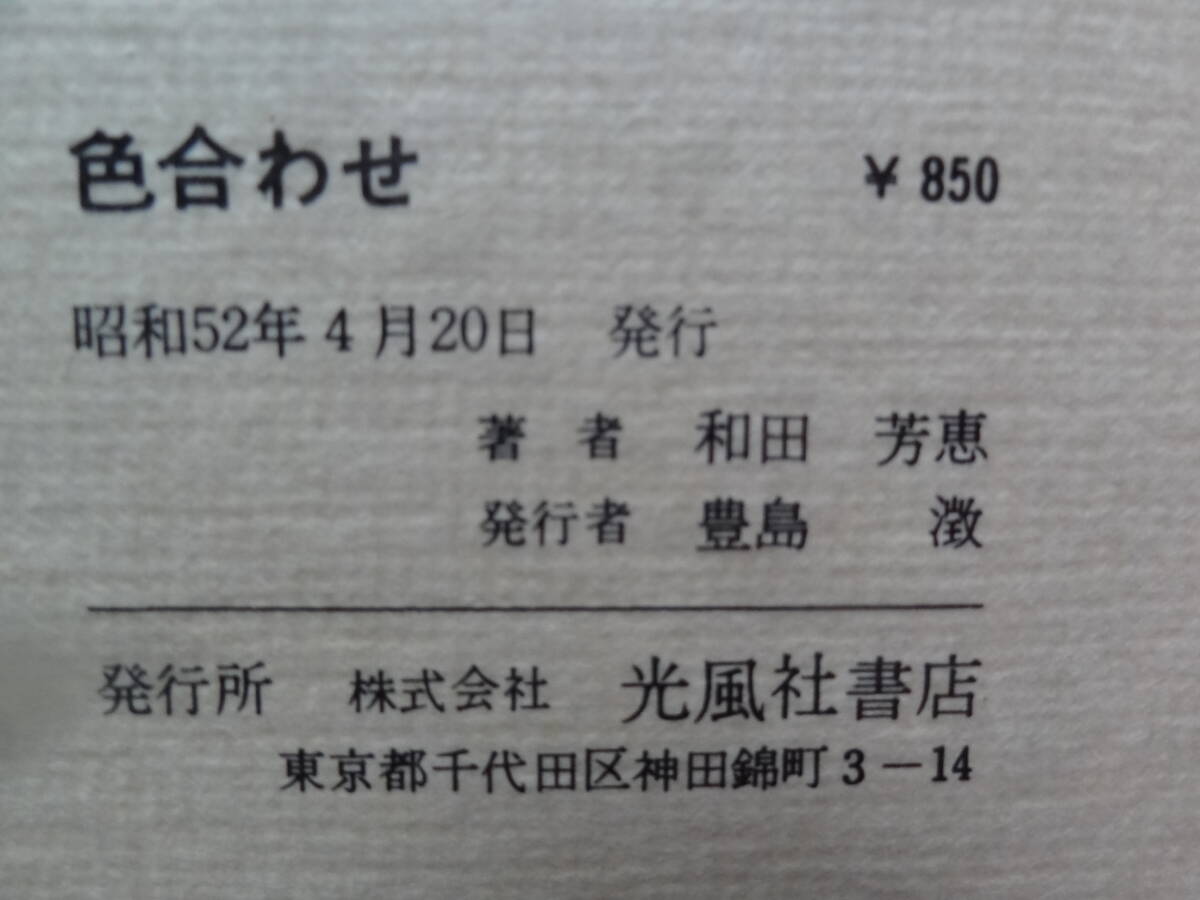 色合わせ ¥850
昭和52年4月20日 発行
著者 和田 芳恵
発行者 豊島 澂
発行所 株式会社 光風社書店
東京都千代田区神田錦町3-14